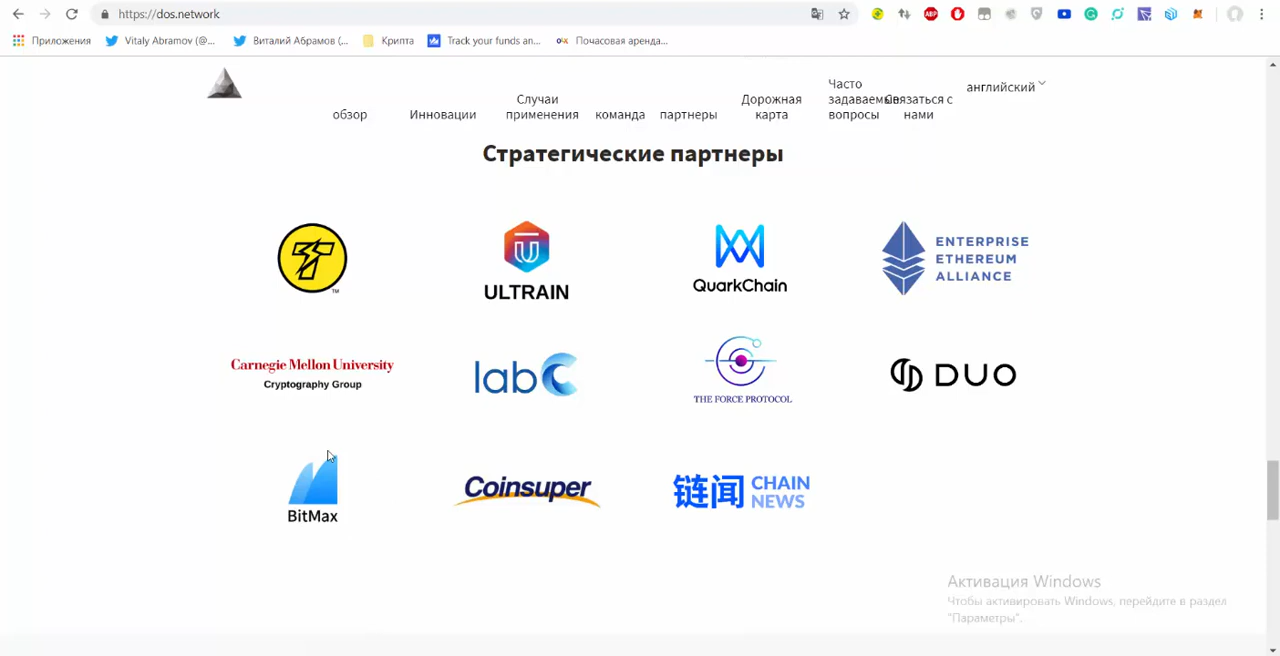 https://dos.network
Приложения
Vitaly Abramov (@...
Виталий Абрамов (...
Крипта
Track your funds an...
olx
Почасовая аренда...
английский
обзор
Инновации
Случаи
применения
команда
партнеры
Дорожная
карта
Часто
задаваемые
вопросы
Связаться с
нами
Стратегические партнеры
T
TM
U
ULTRAIN
QuarkChain
ENTERPRISE
ETHEREUM
ALLIANCE
Carnegie Mellon University
Cryptography Group
labC
THE FORCE PROTOCOL
DUO
BitMax
Coinsuper
链闻 CHAIN
NEWS
Активация Windows
Чтобы активировать Windows, перейдите в раздел
"Параметры".